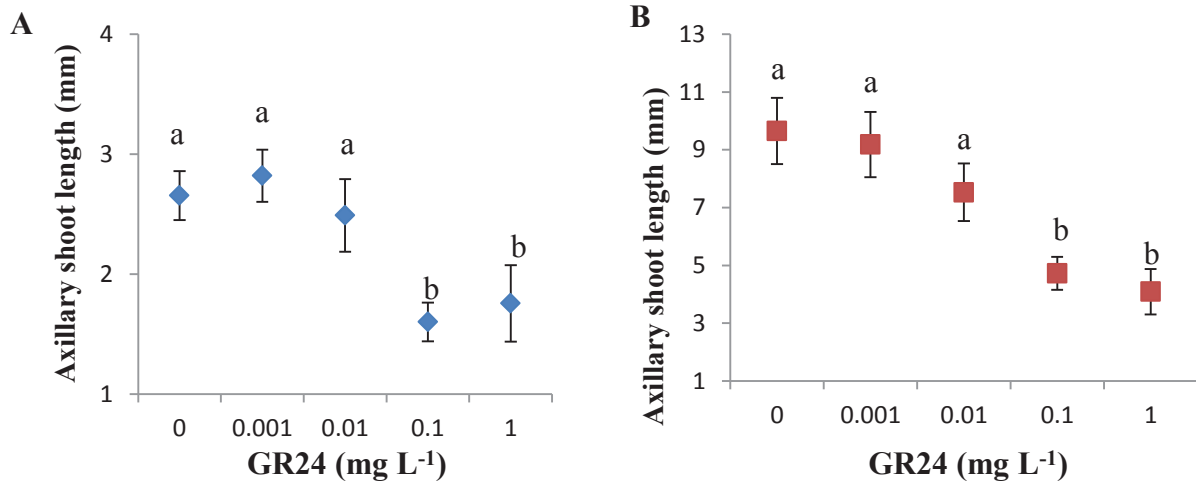 A
Axillary shoot length (mm)
4
3
2
1
a
a
a
b
b
0 0.001 0.01 0.1 1
GR24 (mg L-1)
B
Axillary shoot length (mm)
13
11
9
7
5
3
1
a
a
a
b
b
0 0.001 0.01 0.1 1
GR24 (mg L-1)